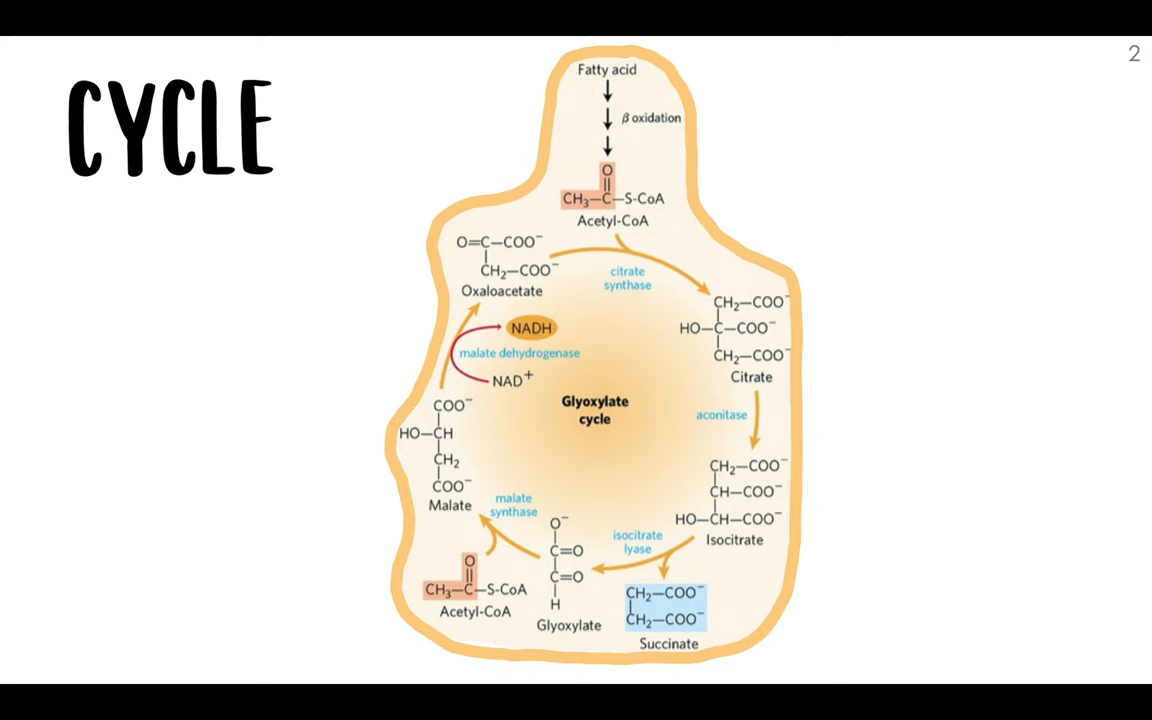 2
CYCLE
Fatty acid
β oxidation
O
CH₃–C–S-CoA
Acetyl-CoA
O=C–COO⁻
CH₂–COO⁻
Oxaloacetate
citrate
synthase
CH₂–COO⁻
HO–C–COO⁻
CH₂–COO⁻
Citrate
aconitase
CH₂–COO⁻
CH–COO⁻
HO–CH–COO⁻
Isocitrate
isocitrate
lyase
CH₂–COO⁻
CH₂–COO⁻
Succinate
O⁻
C=O
C=O
H
Glyoxylate
malate
synthase
O
CH₃–C–S-CoA
Acetyl-CoA
COO⁻
HO–CH
CH₂
COO⁻
Malate
NADH
malate dehydrogenase
NAD⁺
Glyoxylate
cycle